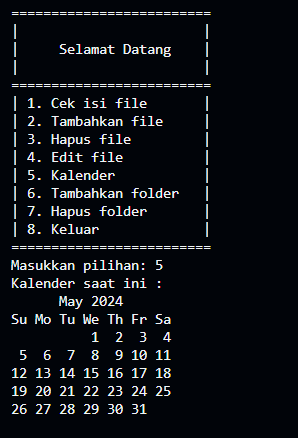 =========================
|                       |
|     Selamat Datang    |
|                       |
=========================
| 1. Cek isi file       |
| 2. Tambahkan file     |
| 3. Hapus file         |
| 4. Edit file          |
| 5. Kalender           |
| 6. Tambahkan folder   |
| 7. Hapus folder       |
| 8. Keluar             |
=========================
Masukkan pilihan: 5
Kalender saat ini :
      May 2024
Su Mo Tu We Th Fr Sa
          1  2  3  4
 5  6  7  8  9 10 11
12 13 14 15 16 17 18
19 20 21 22 23 24 25
26 27 28 29 30 31